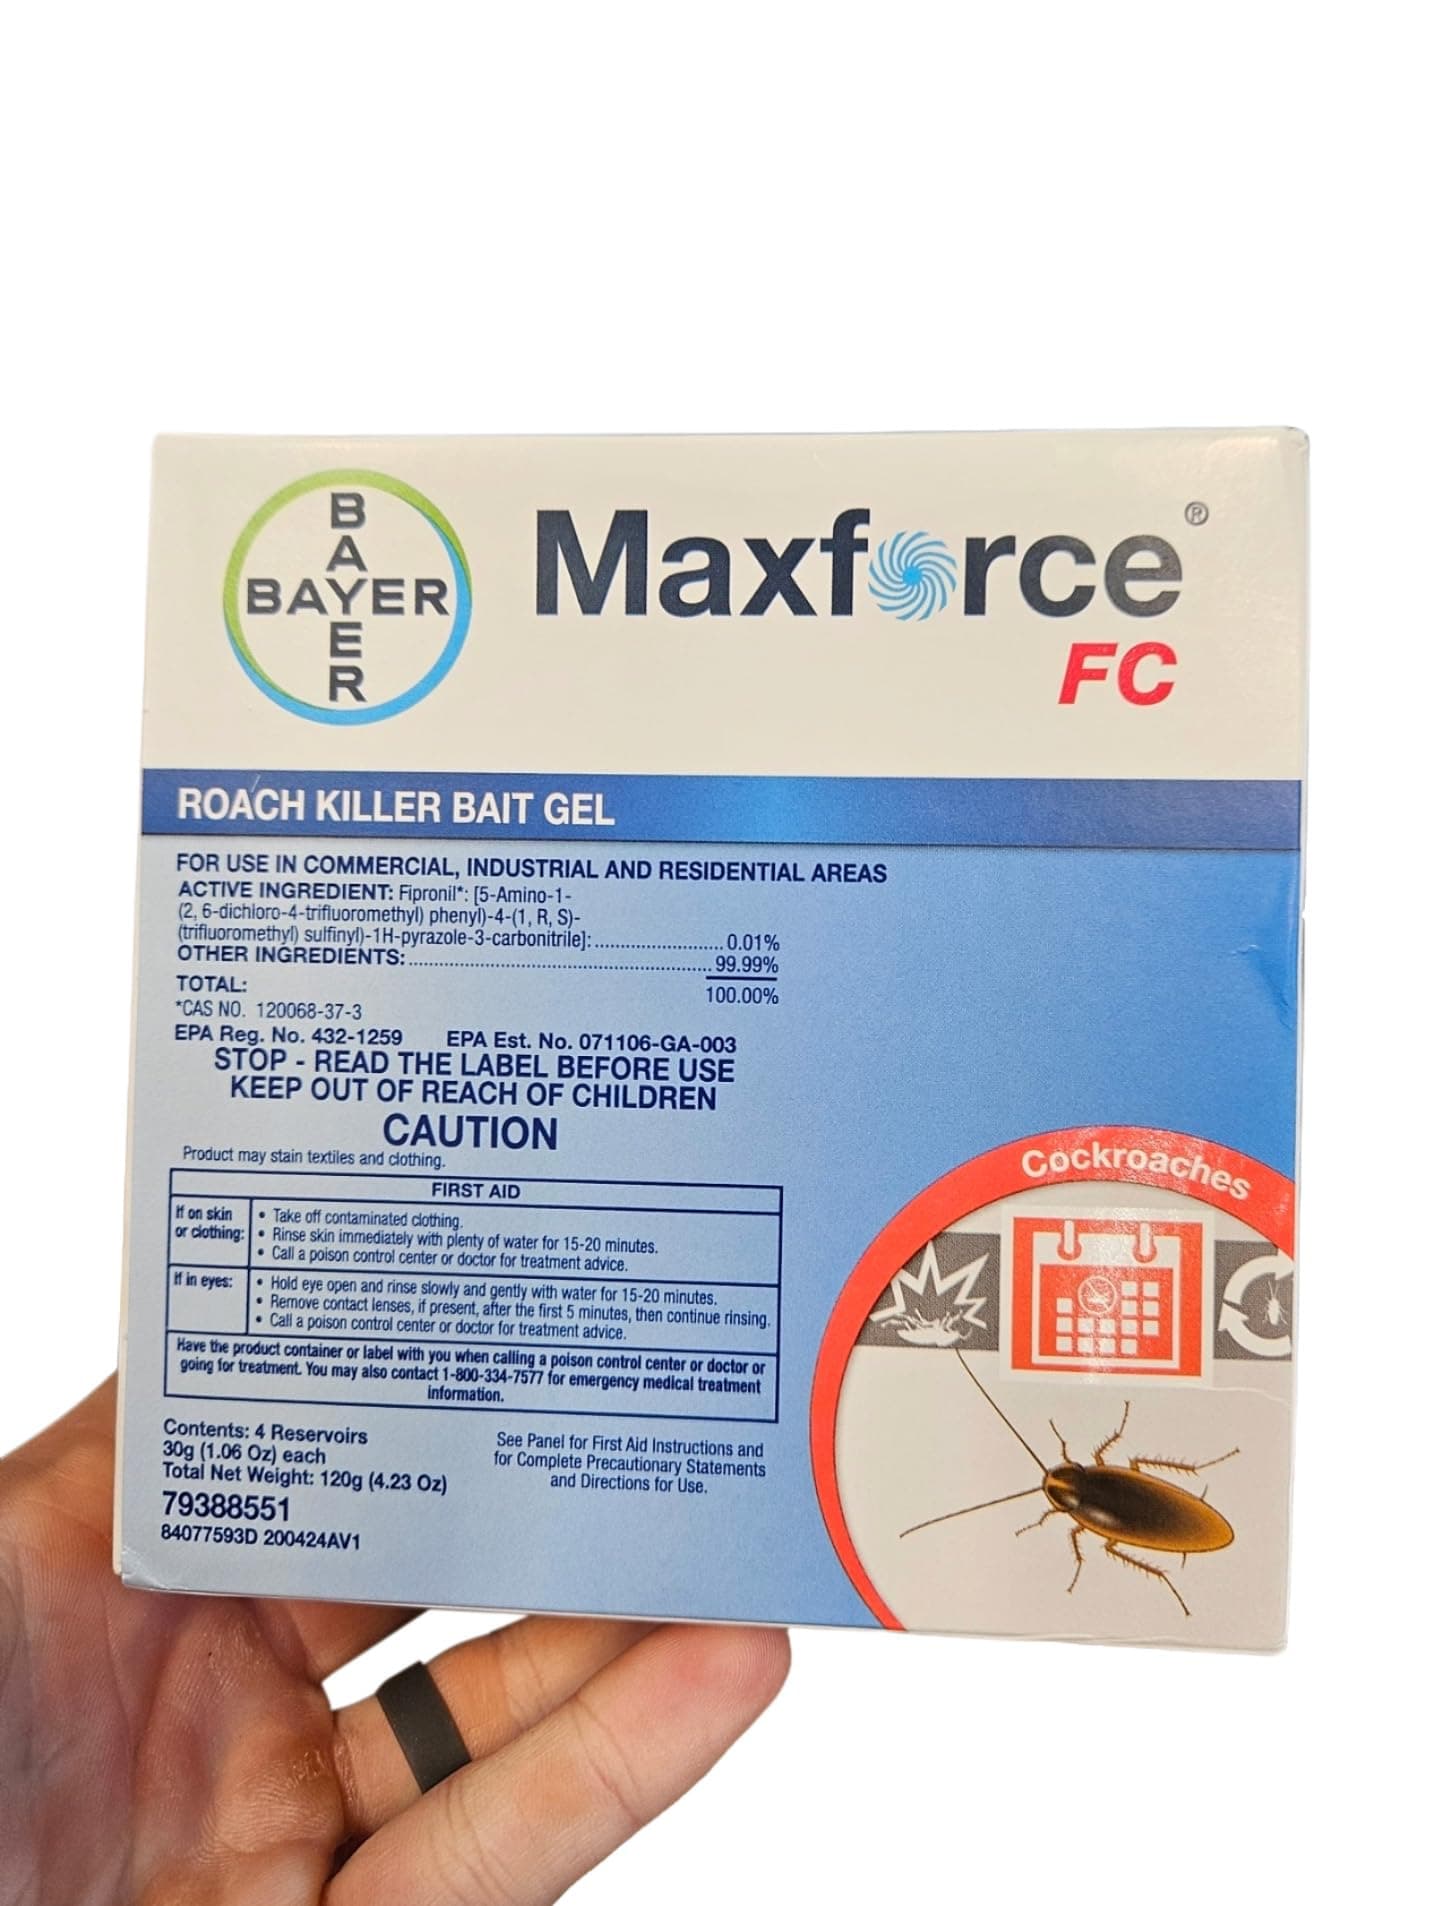 BAYER
BAYER
Maxforce®
FC
ROACH KILLER BAIT GEL
FOR USE IN COMMERCIAL, INDUSTRIAL AND RESIDENTIAL AREAS
ACTIVE INGREDIENT: Fipronil*: [5-Amino-1-
(2, 6-dichloro-4-trifluoromethyl) phenyl)-4-(1, R, S)-
(trifluoromethyl) sulfinyl)-1H-pyrazole-3-carbonitrile]: ........................ 0.01%
OTHER INGREDIENTS: ........................................................ 99.99%
TOTAL: 100.00%
*CAS NO. 120068-37-3
EPA Reg. No. 432-1259 EPA Est. No. 071106-GA-003
STOP - READ THE LABEL BEFORE USE
KEEP OUT OF REACH OF CHILDREN
CAUTION
Product may stain textiles and clothing.
FIRST AID
If on skin or clothing:
• Take off contaminated clothing.
• Rinse skin immediately with plenty of water for 15-20 minutes.
• Call a poison control center or doctor for treatment advice.
If in eyes:
• Hold eye open and rinse slowly and gently with water for 15-20 minutes.
• Remove contact lenses, if present, after the first 5 minutes, then continue rinsing.
• Call a poison control center or doctor for treatment advice.
Have the product container or label with you when calling a poison control center or doctor or
going for treatment. You may also contact 1-800-334-7577 for emergency medical treatment
information.
Contents: 4 Reservoirs
30g (1.06 Oz) each
Total Net Weight: 120g (4.23 Oz)
79388551
84077593D 200424AV1
See Panel for First Aid Instructions and
for Complete Precautionary Statements
and Directions for Use.
Cockroaches